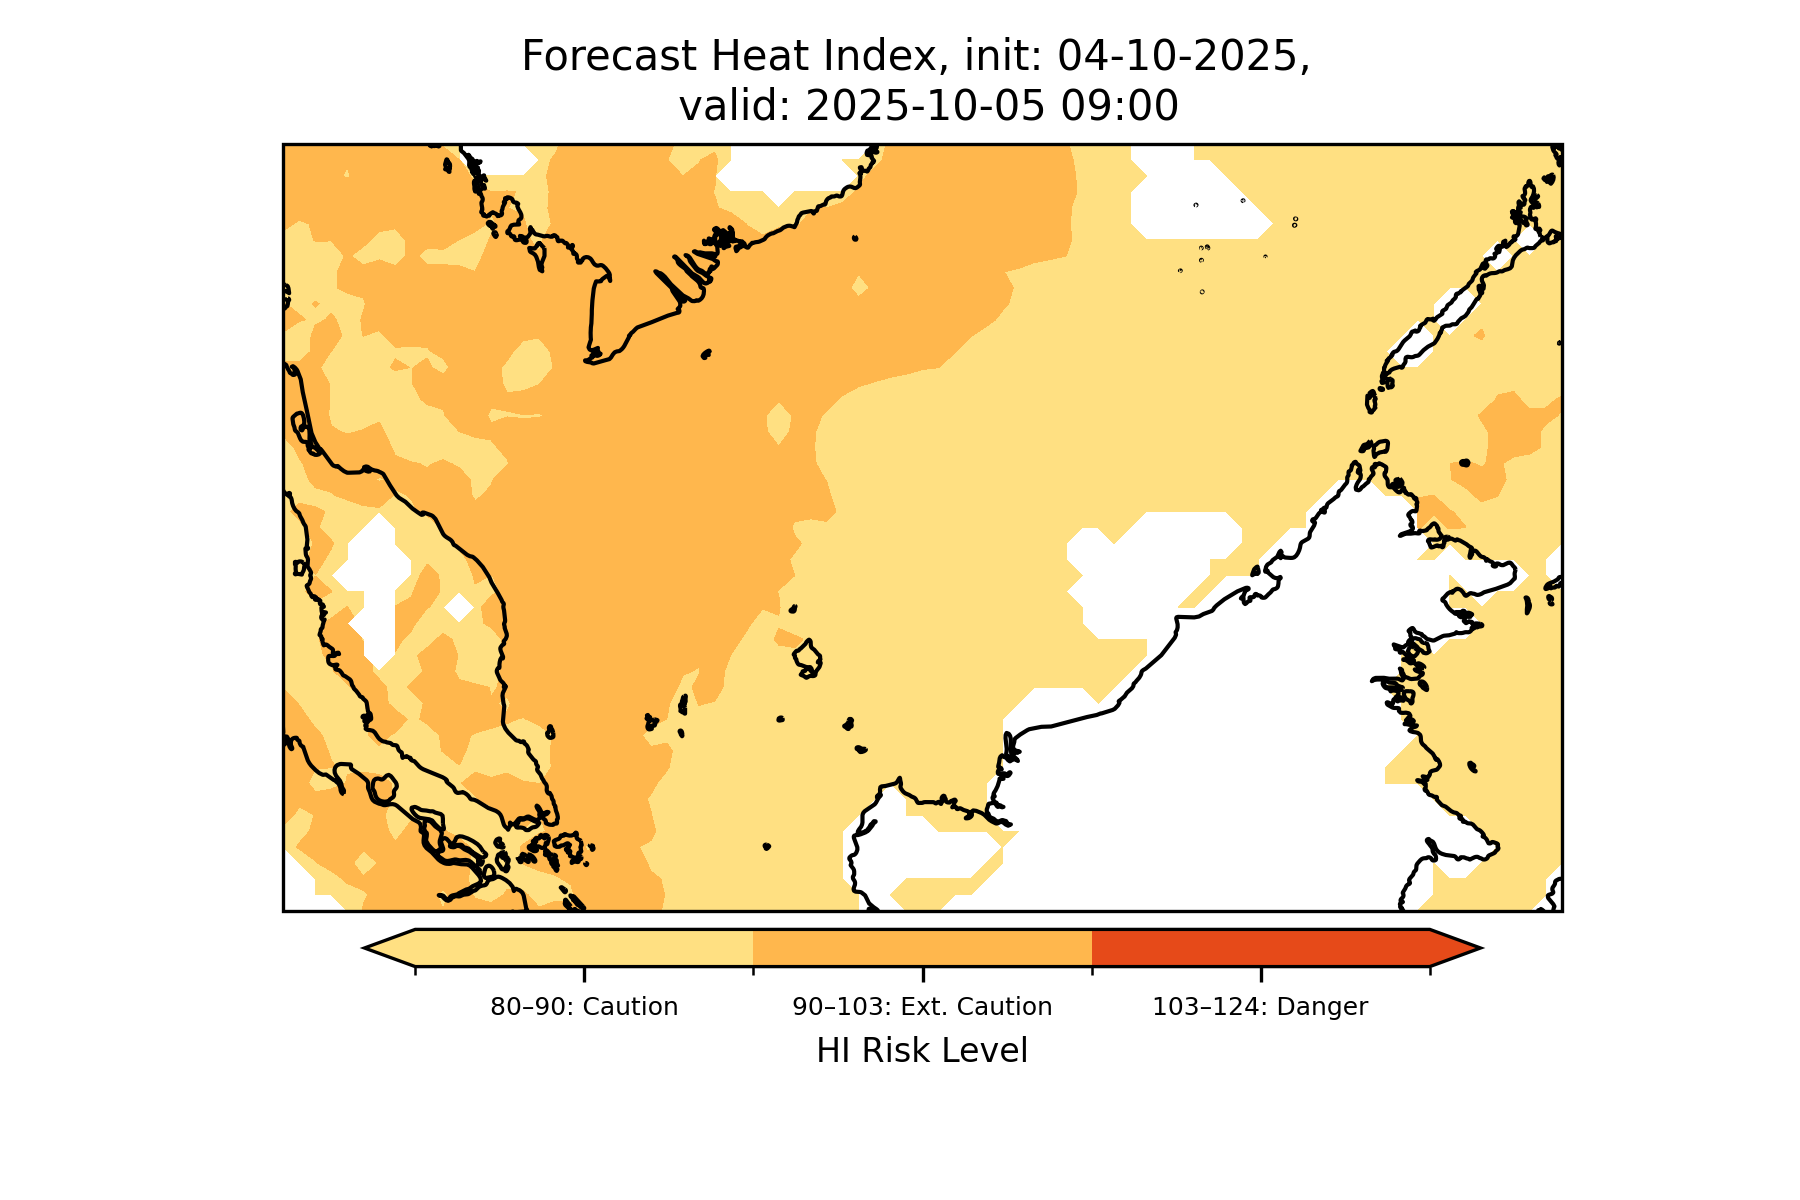 Forecast Heat Index, init: 04-10-2025,
valid: 2025-10-05 09:00
80–90: Caution
90–103: Ext. Caution
103–124: Danger
HI Risk Level